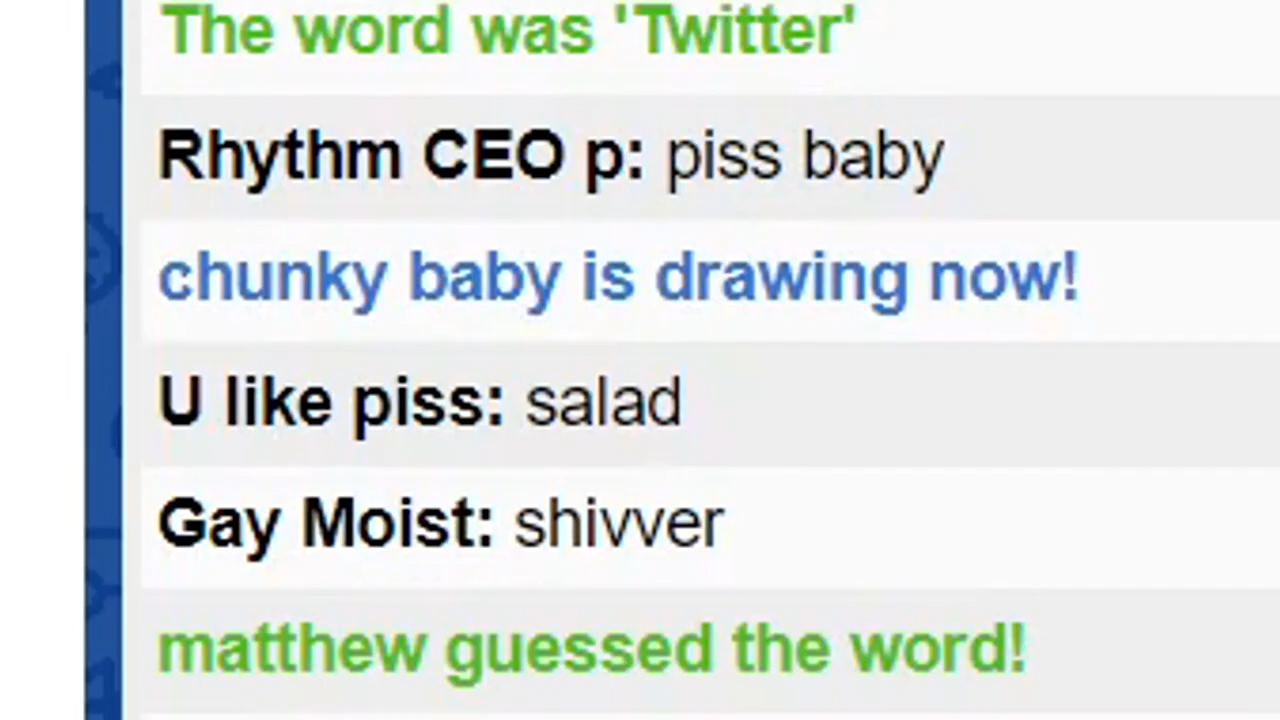 The word was 'Twitter'
Rhythm CEO p: piss baby
chunky baby is drawing now!
U like piss: salad
Gay Moist: shivver
matthew guessed the word!